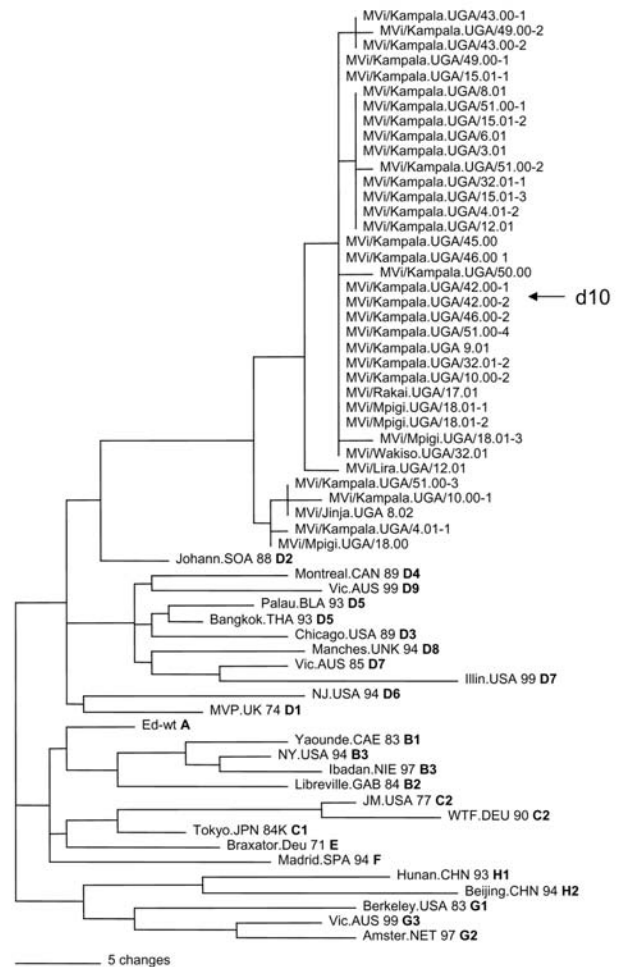 MVi/Kampala.UGA/43.00-1
MVi/Kampala.UGA/49.00-2
MVi/Kampala.UGA/43.00-2
MVi/Kampala.UGA/49.00-1
MVi/Kampala.UGA/15.01-1
MVi/Kampala.UGA/8.01
MVi/Kampala.UGA/51.00-1
MVi/Kampala.UGA/15.01-2
MVi/Kampala.UGA/6.01
MVi/Kampala.UGA/3.01
MVi/Kampala.UGA/51.00-2
MVi/Kampala.UGA/32.01-1
MVi/Kampala.UGA/15.01-3
MVi/Kampala.UGA/4.01-2
MVi/Kampala.UGA/12.01
MVi/Kampala.UGA/45.00
MVi/Kampala.UGA/46.00 1
MVi/Kampala.UGA/50.00
MVi/Kampala.UGA/42.00-1
d10
MVi/Kampala.UGA/42.00-2
MVi/Kampala.UGA/46.00-2
MVi/Kampala.UGA/51.00-4
MVi/Kampala.UGA 9.01
MVi/Kampala.UGA/32.01-2
MVi/Kampala.UGA/10.00-2
MVi/Rakai.UGA/17.01
MVi/Mpigi.UGA/18.01-1
MVi/Mpigi.UGA/18.01-2
MVi/Mpigi.UGA/18.01-3
MVi/Wakiso.UGA/32.01
MVi/Lira.UGA/12.01
MVi/Kampala.UGA/51.00-3
MVi/Kampala.UGA/10.00-1
MVi/Jinja.UGA 8.02
MVi/Kampala.UGA/4.01-1
MVi/Mpigi.UGA/18.00
Johann.SOA 88 D2
Montreal.CAN 89 D4
Vic.AUS 99 D9
Palau.BLA 93 D5
Bangkok.THA 93 D5
Chicago.USA 89 D3
Manches.UNK 94 D8
Vic.AUS 85 D7
Illin.USA 99 D7
NJ.USA 94 D6
MVP.UK 74 D1
Ed-wt A
Yaounde.CAE 83 B1
NY.USA 94 B3
Ibadan.NIE 97 B3
Libreville.GAB 84 B2
JM.USA 77 C2
WTF.DEU 90 C2
Tokyo.JPN 84K C1
Braxator.Deu 71 E
Madrid.SPA 94 F
Hunan.CHN 93 H1
Beijing.CHN 94 H2
Berkeley.USA 83 G1
Vic.AUS 99 G3
Amster.NET 97 G2
5 changes